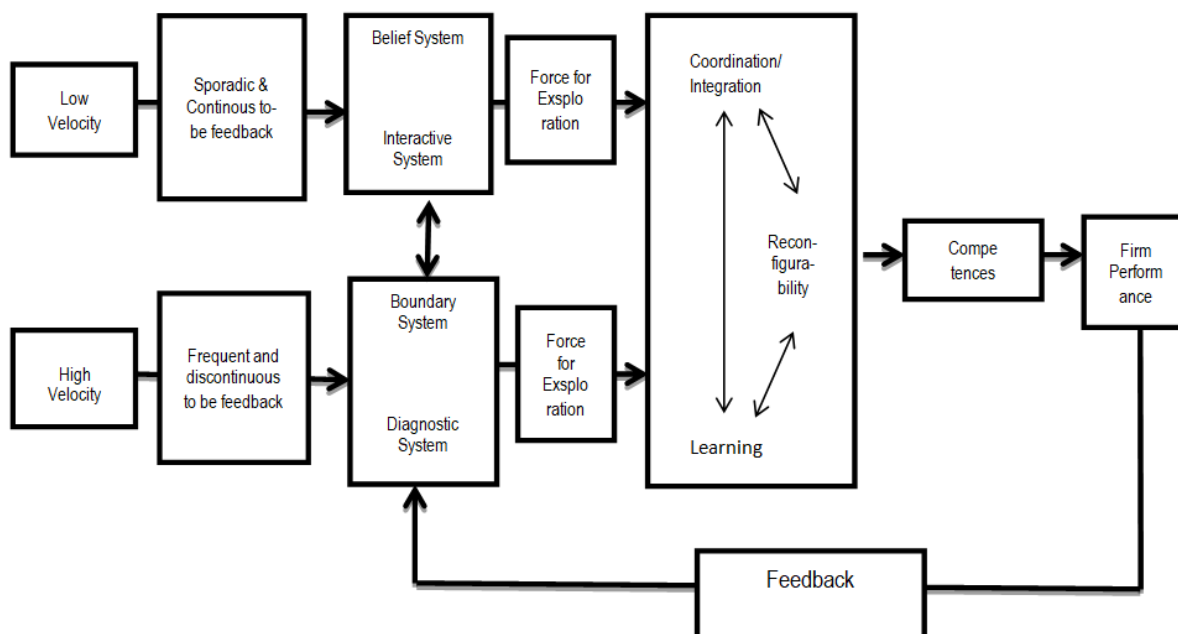 Low
Velocity
Sporadic &
Continous to-
be feedback
Belief System
Interactive
System
Force for
Exsplo
ration
Coordination/
Integration
Recon-
figura-
bility
Learning
Compe
tences
Firm
Perform
ance
High
Velocity
Frequent and
discontinuous
to be feedback
Boundary
System
Diagnostic
System
Force
for
Exsplo
ration
Feedback